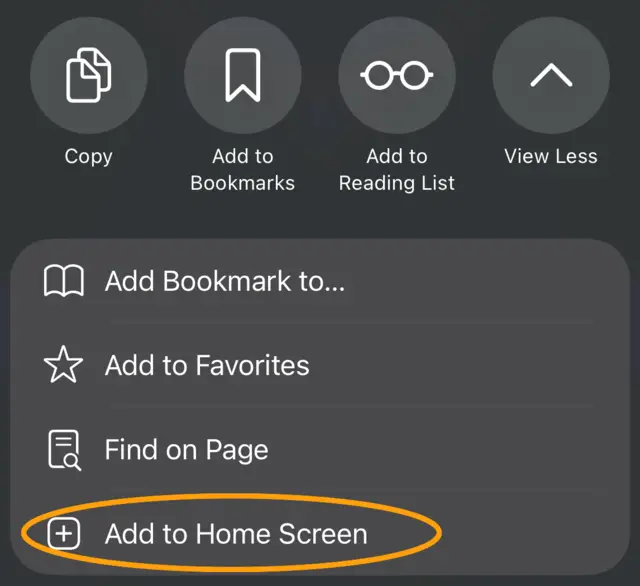 Copy
Add to
Bookmarks
Add to
Reading List
View Less
Add Bookmark to...
Add to Favorites
Find on Page
Add to Home Screen